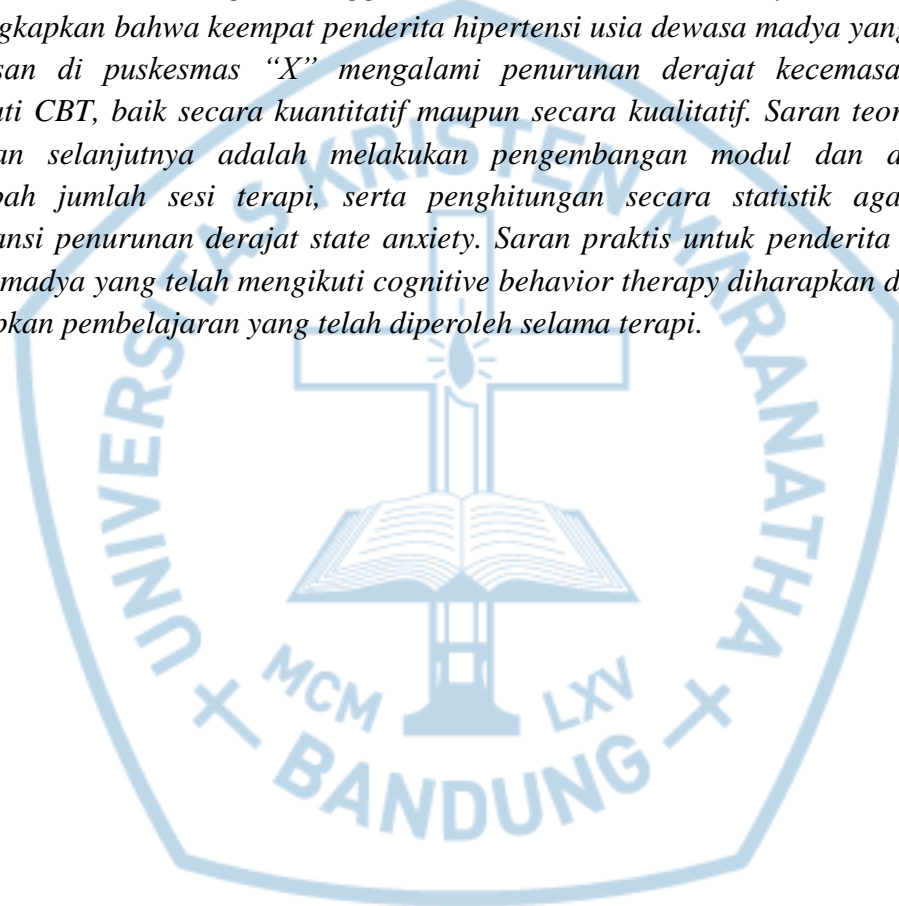 gkapkan bahwa keempat penderita hipertensi usia dewasa madya yang
san di puskesmas “X” mengalami penurunan derajat kecemasa
uti CBT, baik secara kuantitatif maupun secara kualitatif. Saran teor
an selanjutnya adalah melakukan pengembangan modul dan d
bah jumlah sesi terapi, serta penghitungan secara statistik aga
ansi penurunan derajat state anxiety. Saran praktis untuk penderita
madya yang telah mengikuti cognitive behavior therapy diharapkan d
pkan pembelajaran yang telah diperoleh selama terapi.
UNIVERSITAS KRISTEN MARANATHA
MCM LXV
BANDUNG